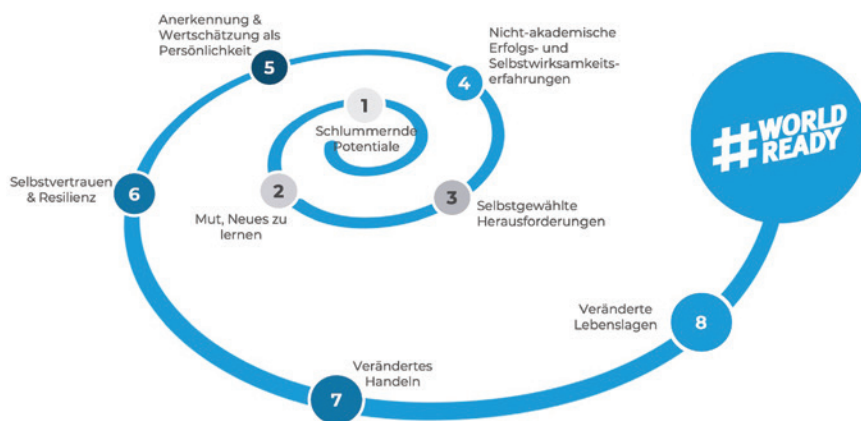 1
Schlummernde
Potentiale
2
Mut, Neues zu
lernen
3
Selbstgewählte
Herausforderungen
4
Nicht-akademische
Erfolgs- und
Selbstwirksamkeits-
erfahrungen
5
Anerkennung &
Wertschätzung als
Persönlichkeit
6
Selbstvertrauen
& Resilienz
7
Verändertes
Handeln
8
Veränderte
Lebenslagen
#WORLD
READY